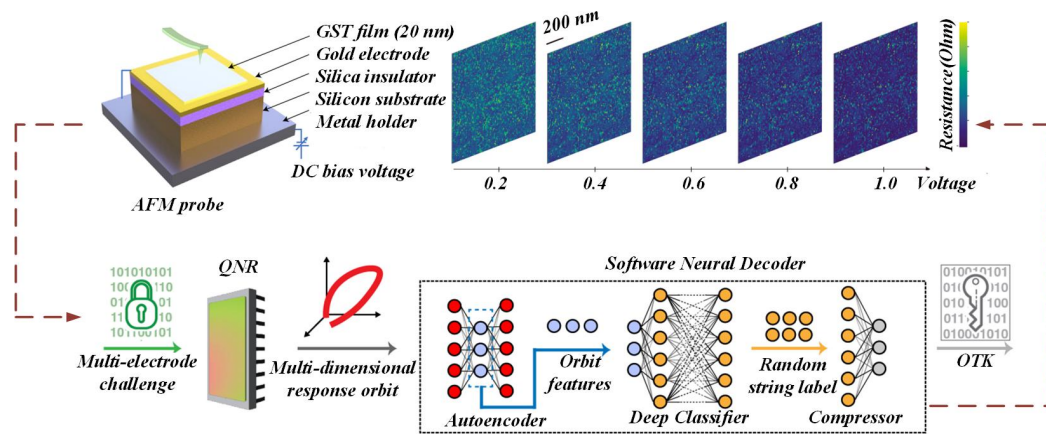 GST film (20 nm)
Gold electrode
Silica insulator
Silicon substrate
Metal holder
DC bias voltage
AFM probe
200 nm
Resistance(Ohm)
0.2
0.4
0.6
0.8
1.0
Voltage
101010101
Multi-electrode
challenge
QNR
Multi-dimensional
response orbit
Software Neural Decoder
Autoencoder
Orbit
features
Deep Classifier
Random
string label
Compressor
010001010
OTK